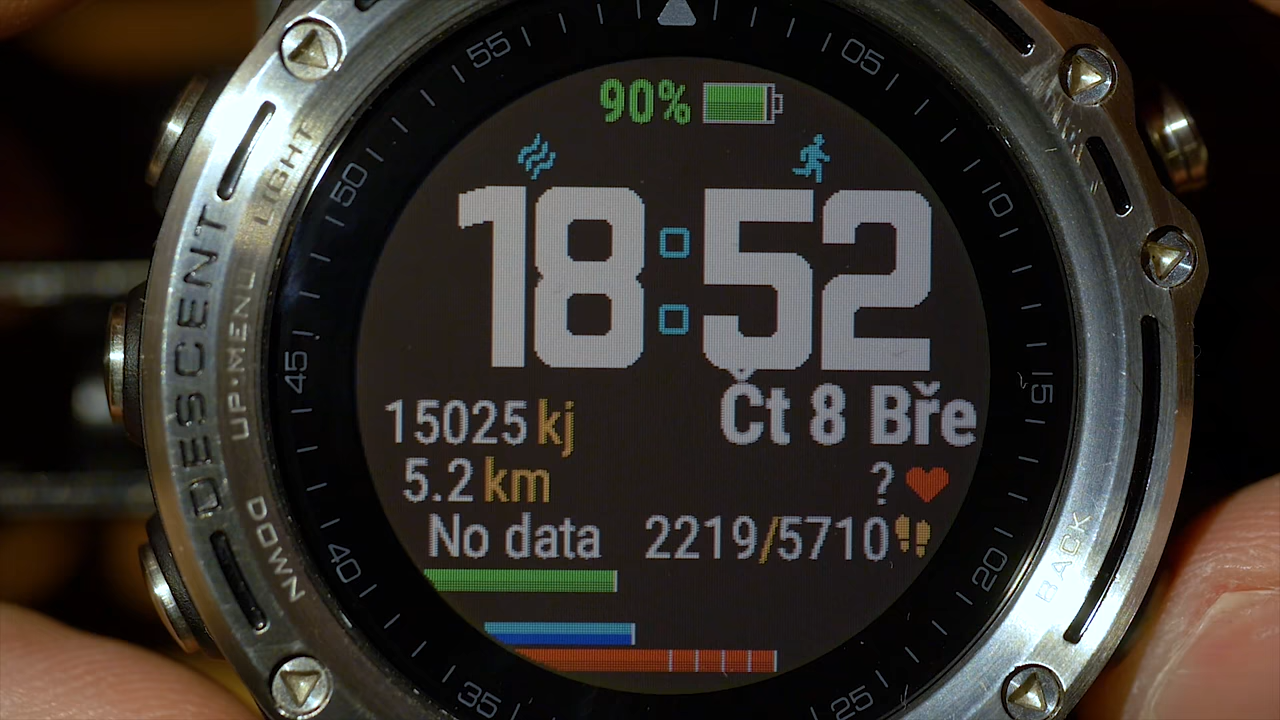 55
05
90%
50
LIGHT
10
18:52
DESCENT
UP·MENU
45
15
15025 kj
Čt 8 Bře
5.2 km
?
No data
2219/5710
DOWN
40
20
BACK
35
25